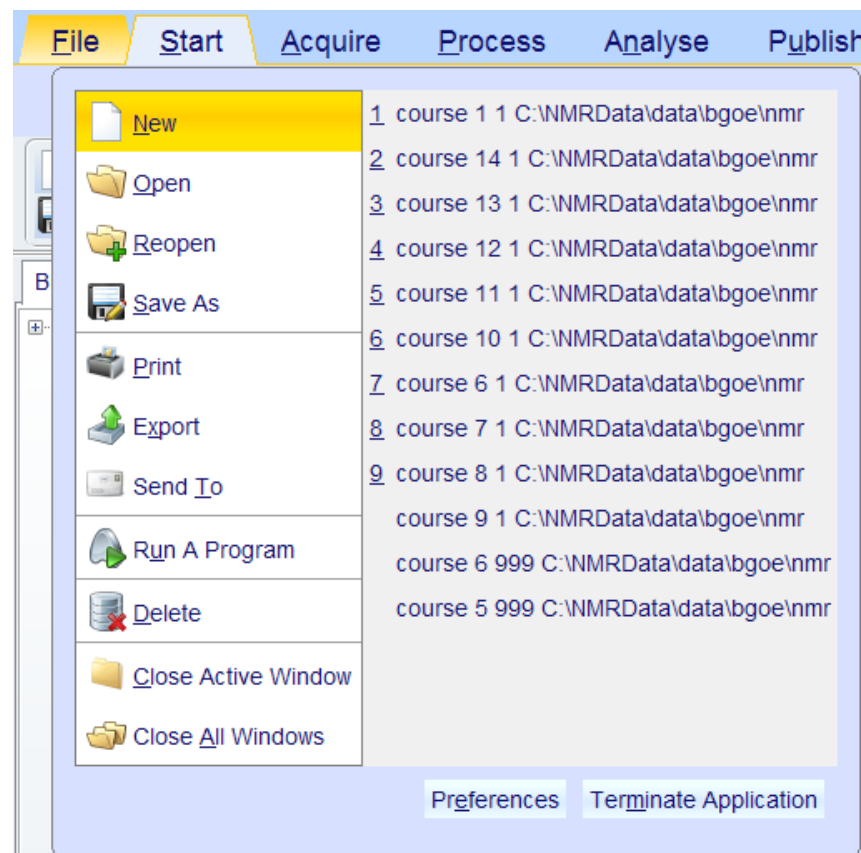 File Start Acquire Process Analyse Publish
New
Open
Reopen
Save As
Print
Export
Send To
Run A Program
Delete
Close Active Window
Close All Windows
1 course 1 1 C:\NMRData\data\bgoe\nmr
2 course 14 1 C:\NMRData\data\bgoe\nmr
3 course 13 1 C:\NMRData\data\bgoe\nmr
4 course 12 1 C:\NMRData\data\bgoe\nmr
5 course 11 1 C:\NMRData\data\bgoe\nmr
6 course 10 1 C:\NMRData\data\bgoe\nmr
7 course 6 1 C:\NMRData\data\bgoe\nmr
8 course 7 1 C:\NMRData\data\bgoe\nmr
9 course 8 1 C:\NMRData\data\bgoe\nmr
course 9 1 C:\NMRData\data\bgoe\nmr
course 6 999 C:\NMRData\data\bgoe\nmr
course 5 999 C:\NMRData\data\bgoe\nmr
Preferences Terminate Application
B